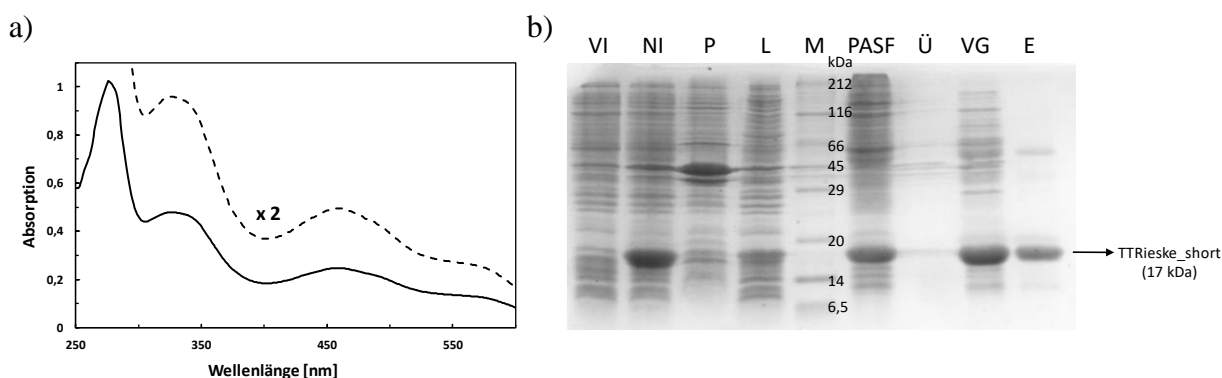 a)
1
0,8
0,6
0,4
0,2
0
250
350
450
550
Absorption
Wellenlänge [nm]
x 2
b)
VI NI P L M PASF Ü VG E
kDa
212
116
66
45
29
20
14
6,5
TTRieske_short
(17 kDa)